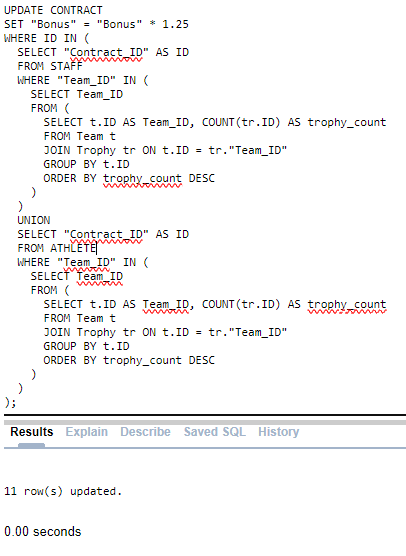 UPDATE CONTRACT
SET "Bonus" = "Bonus" * 1.25
WHERE ID IN (
  SELECT "Contract_ID" AS ID
  FROM STAFF
  WHERE "Team_ID" IN (
    SELECT Team_ID
    FROM (
      SELECT t.ID AS Team_ID, COUNT(tr.ID) AS trophy_count
      FROM Team t
      JOIN Trophy tr ON t.ID = tr."Team_ID"
      GROUP BY t.ID
      ORDER BY trophy_count DESC
    )
  )
  UNION
  SELECT "Contract_ID" AS ID
  FROM ATHLETE
  WHERE "Team_ID" IN (
    SELECT Team_ID
    FROM (
      SELECT t.ID AS Team_ID, COUNT(tr.ID) AS trophy_count
      FROM Team t
      JOIN Trophy tr ON t.ID = tr."Team_ID"
      GROUP BY t.ID
      ORDER BY trophy_count DESC
    )
  )
);
Results Explain Describe Saved SQL History
11 row(s) updated.
0.00 seconds